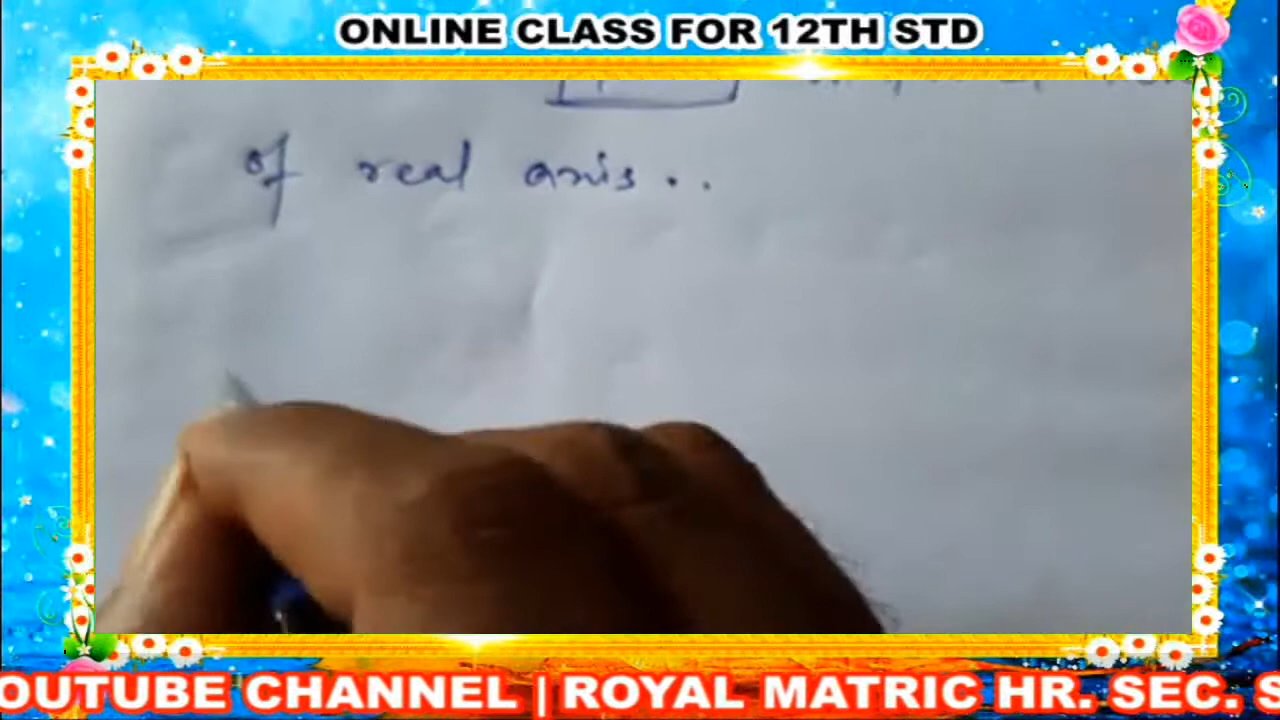 ONLINE CLASS FOR 12TH STD
of real axis..
OUTUBE CHANNEL | ROYAL MATRIC HR. SEC. S